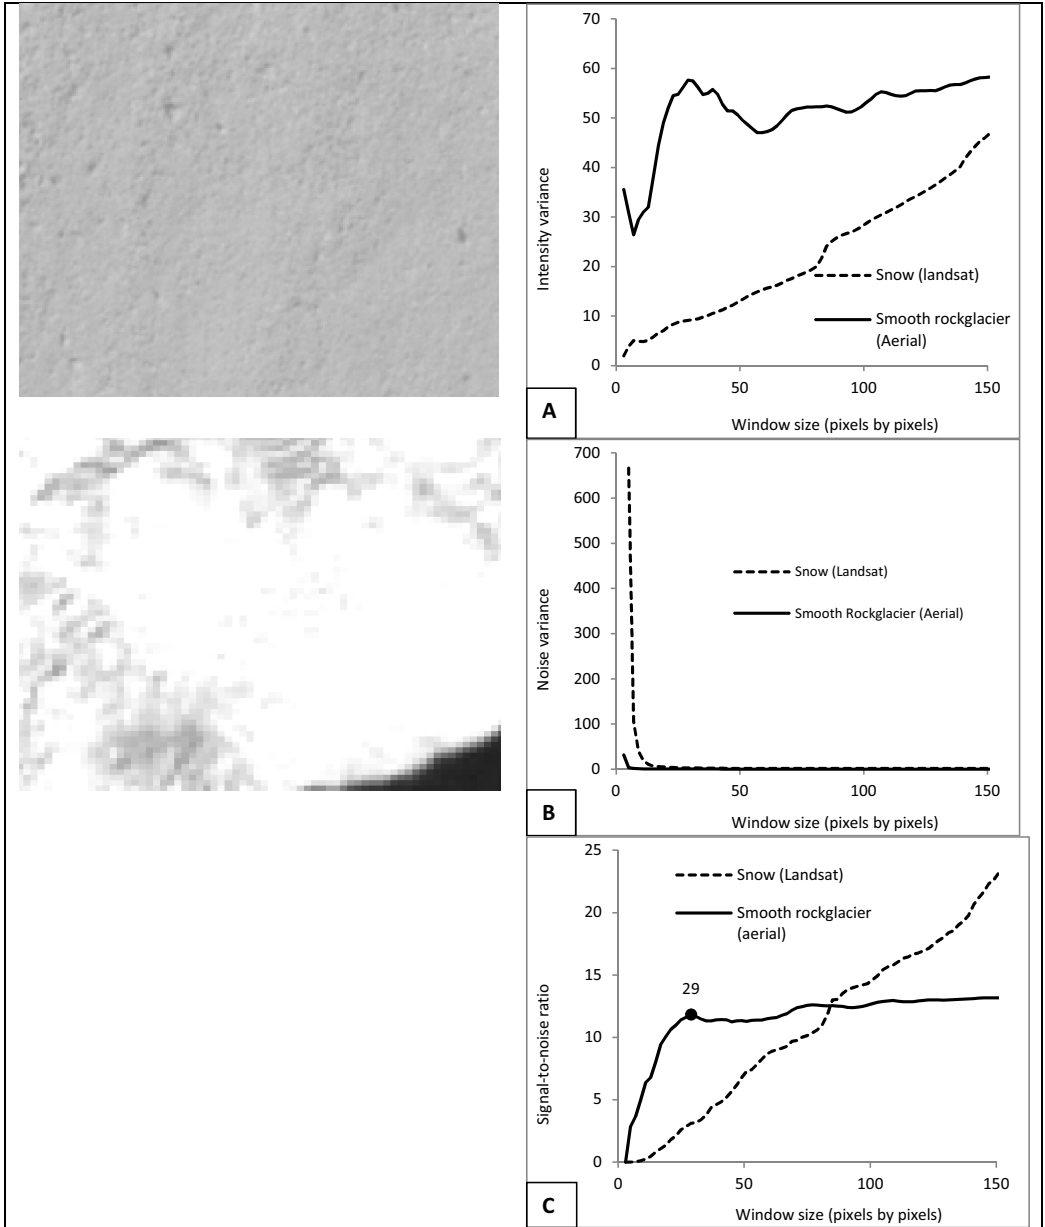 70
60
50
40
30
20
10
0
0 50 100 150
Intensity variance
Window size (pixels by pixels)
Snow (landsat)
Smooth rockglacier
(Aerial)
A
700
600
500
400
300
200
100
0
0 50 100 150
Noise variance
Window size (pixels by pixels)
Snow (Landsat)
Smooth Rockglacier (Aerial)
B
25
20
15
10
5
0
0 50 100 150
Signal-to-noise ratio
Window size (pixels by pixels)
Snow (Landsat)
Smooth rockglacier
(aerial)
29
C